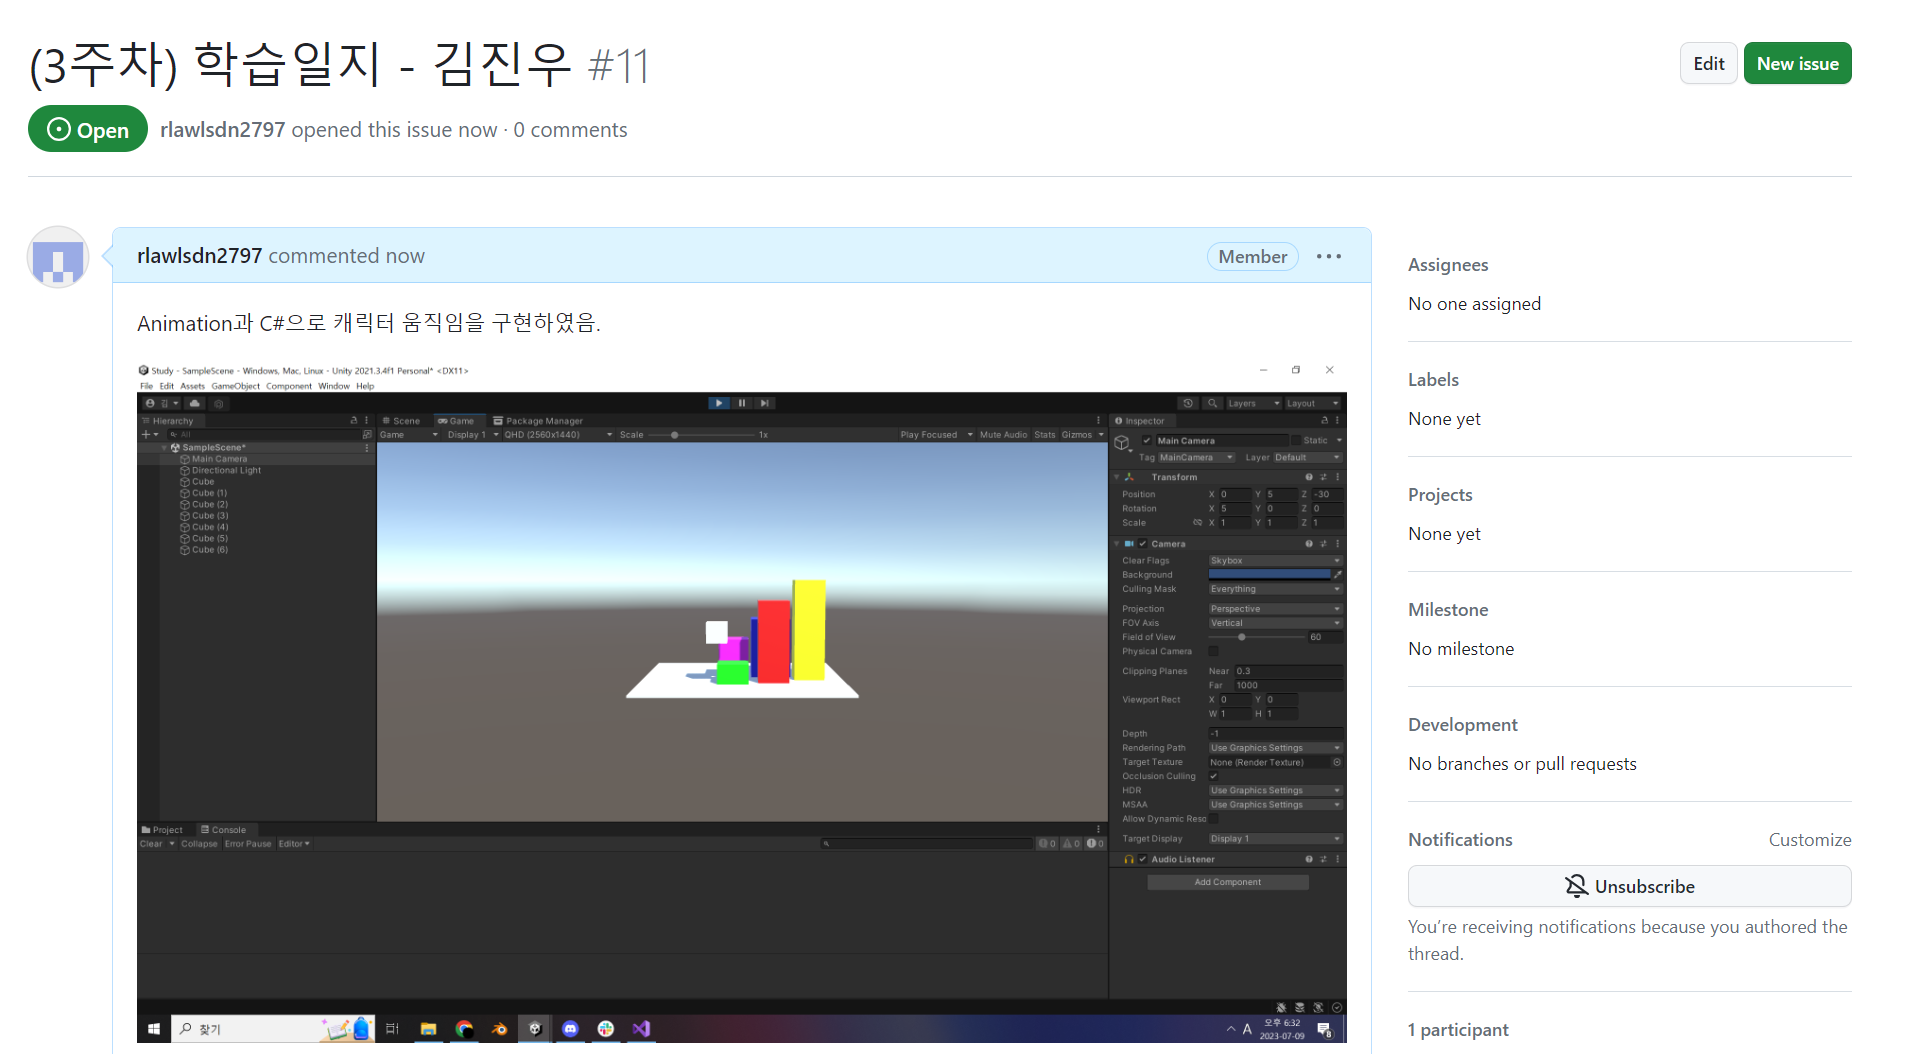 (3주차) 학습일지 - 김진우 #11
Edit
New issue
Open
rlawlsdn2797 opened this issue now · 0 comments
rlawlsdn2797 commented now
Member
Animation과 C#으로 캐릭터 움직임을 구현하였음.
Study - SampleScene - Windows, Mac, Linux - Unity 2021.3.4f1 Personal* <DX11>
File Edit Assets GameObject Component Window Help
김
Layers
Layout
Hierarchy
All
SampleScene*
Main Camera
Directional Light
Cube
Cube (1)
Cube (2)
Cube (3)
Cube (4)
Cube (5)
Cube (6)
Scene
Game
Package Manager
Game
Display 1
QHD (2560x1440)
Scale
1x
Play Focused
Mute Audio
Stats
Gizmos
Inspector
Main Camera
Static
Tag MainCamera
Layer Default
Transform
Position X 0 Y 5 Z -30
Rotation X 5 Y 0 Z 0
Scale X 1 Y 1 Z 1
Camera
Clear Flags Skybox
Background
Culling Mask Everything
Projection Perspective
FOV Axis Vertical
Field of View 60
Physical Camera
Clipping Planes Near 0.3
Far 1000
Viewport Rect X 0 Y 0
W 1 H 1
Depth -1
Rendering Path Use Graphics Settings
Target Texture None (Render Texture)
Occlusion Culling
HDR Use Graphics Settings
MSAA Use Graphics Settings
Allow Dynamic Reso
Target Display Display 1
Audio Listener
Add Component
Project
Console
Clear
Collapse
Error Pause
Editor
0
0
0
찾기
A
오후 6:32
2023-07-09
8
Assignees
No one assigned
Labels
None yet
Projects
None yet
Milestone
No milestone
Development
No branches or pull requests
Notifications
Customize
Unsubscribe
You're receiving notifications because you authored the
thread.
1 participant